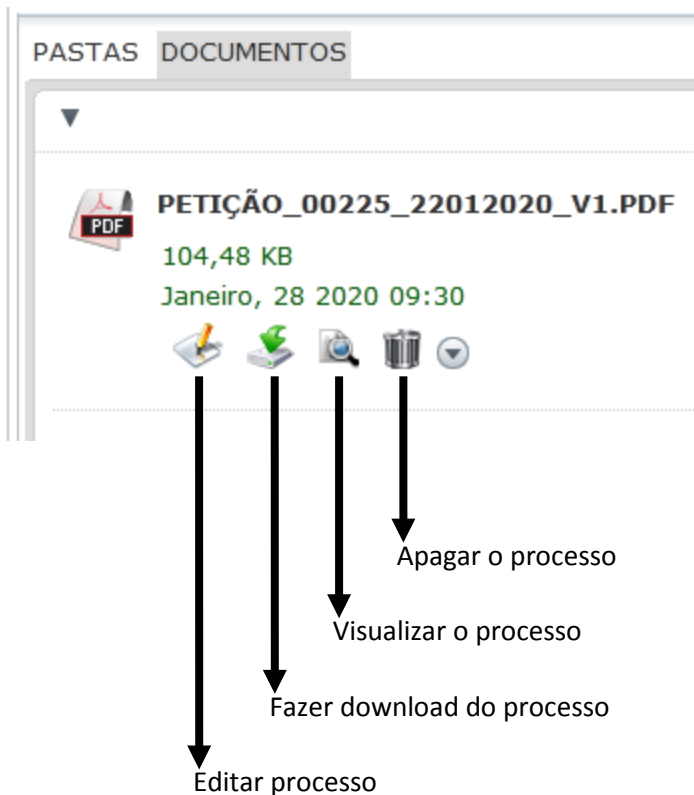 PASTAS DOCUMENTOS
PETIÇÃO_00225_22012020_V1.PDF
PDF
104,48 KB
Janeiro, 28 2020 09:30
Apagar o processo
Visualizar o processo
Fazer download do processo
Editar processo